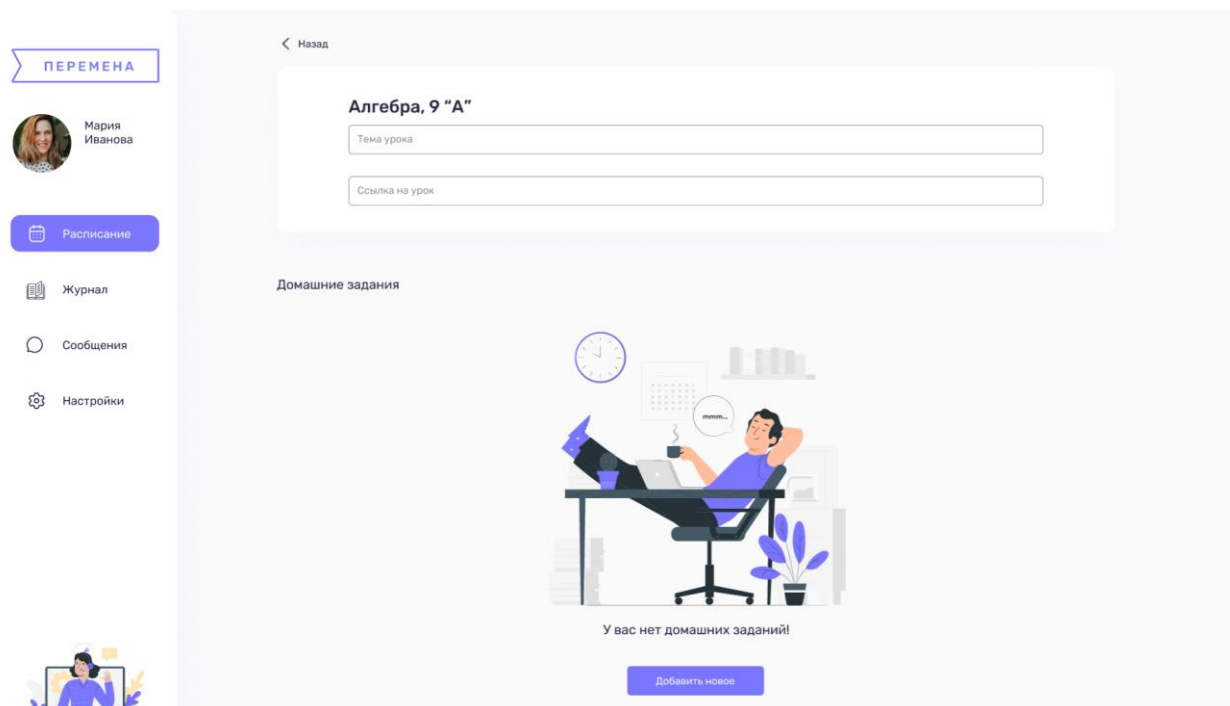 ПЕРЕМЕНА
Мария
Иванова
Расписание
Журнал
Сообщения
Настройки
Назад
Алгебра, 9 “А”
Тема урока
Ссылка на урок
Домашние задания
mmm...
У вас нет домашних заданий!
Добавить новое